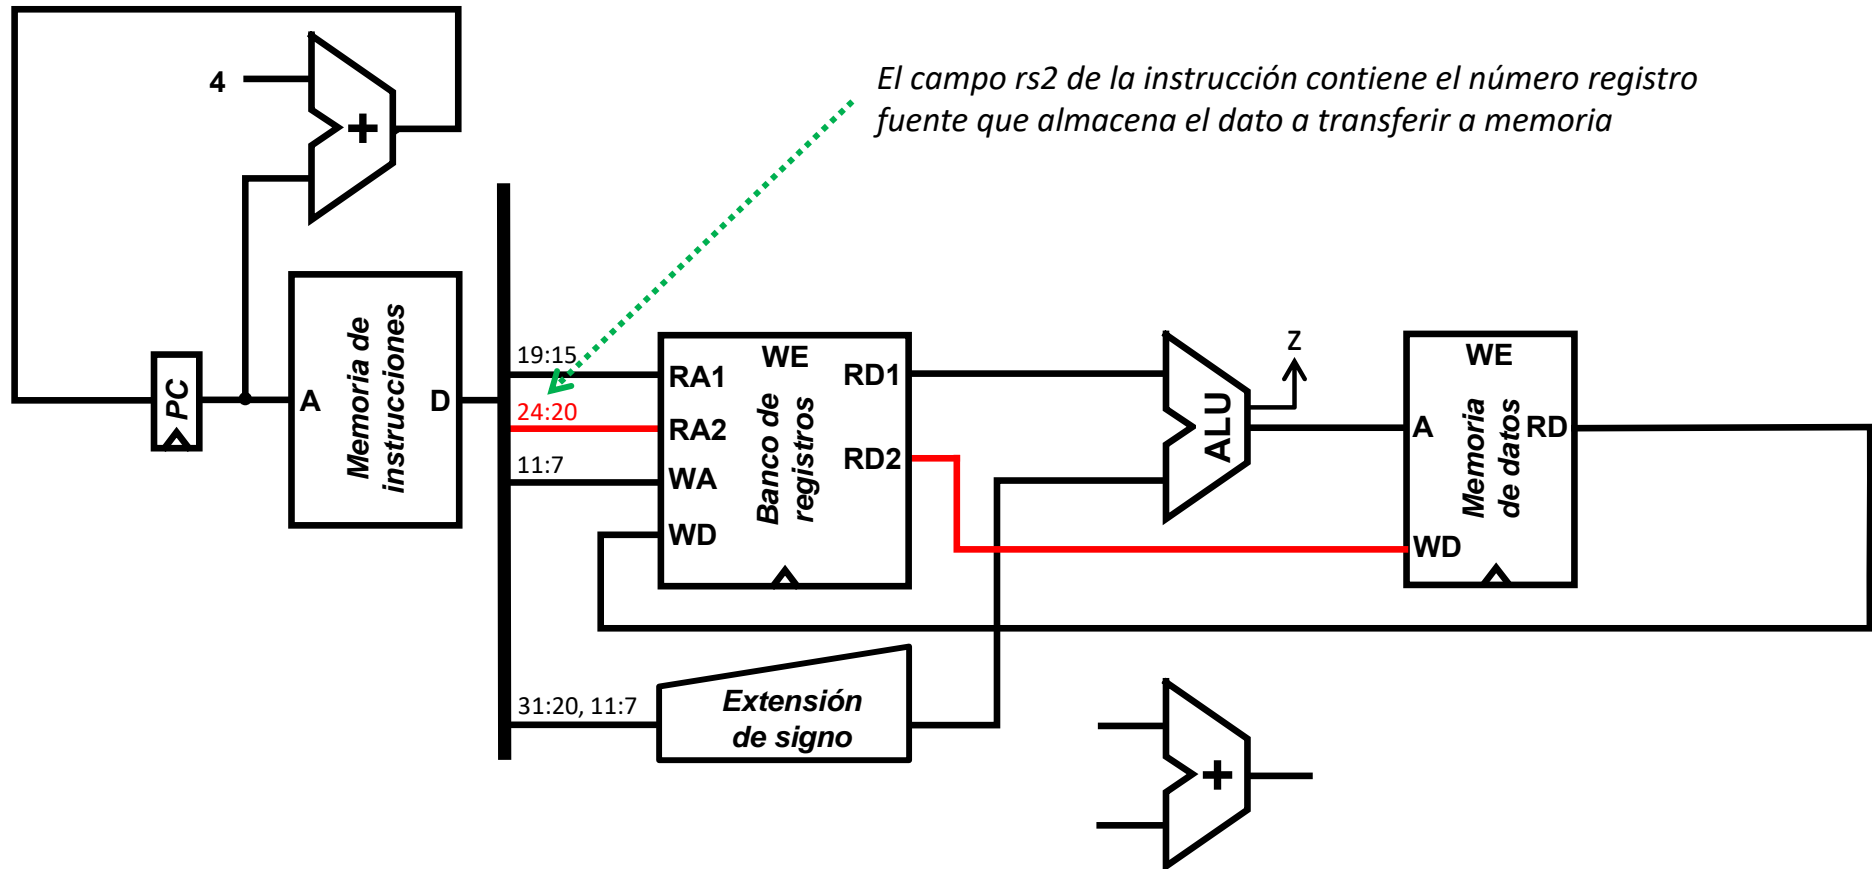 El campo rs2 de la instrucción contiene el número registro
fuente que almacena el dato a transferir a memoria
4
+
PC
A
Memoria de
instrucciones
D
19:15
24:20
11:7
31:20, 11:7
RA1
RA2
WA
WD
WE
Banco de
registros
RD1
RD2
Extensión
de signo
ALU
Z
+
A
WD
WE
Memoria
de datos
RD